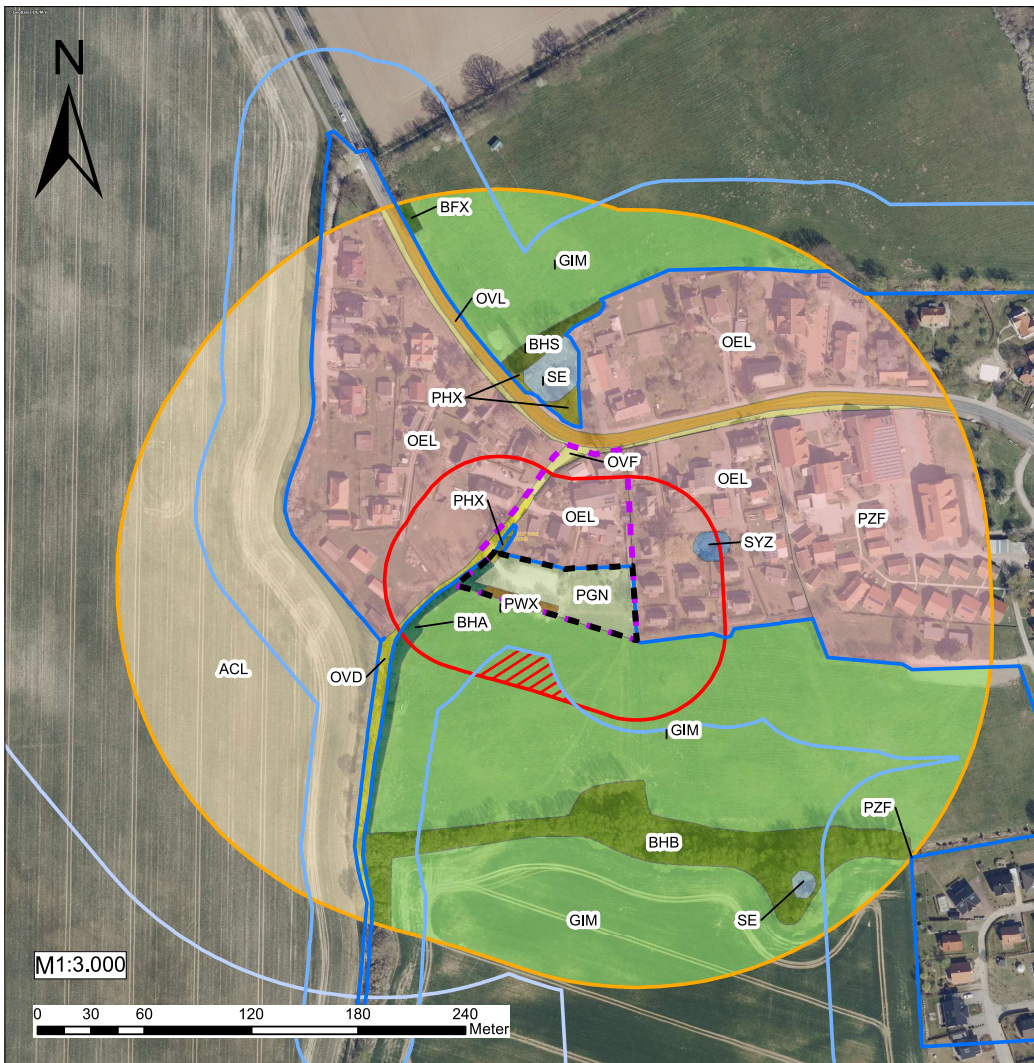 N
BFX
GIM
OVL
BHS
OEL
SE
PHX
OEL
OVF
OEL
PHX
OEL
PZF
SYZ
PGN
PWX
BHA
ACL
OVD
GIM
PZF
BHB
SE
GIM
M1:3.000
0 30 60 120 180 240
Meter